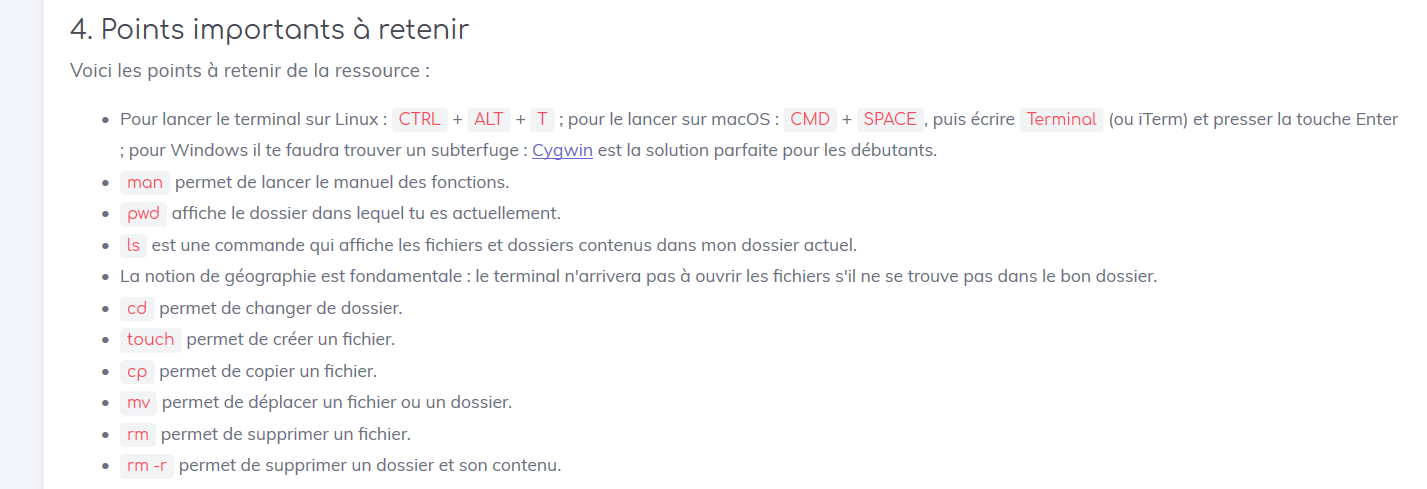 4. Points importants à retenir
Voici les points à retenir de la ressource :
• Pour lancer le terminal sur Linux : CTRL + ALT + T ; pour le lancer sur macOS : CMD + SPACE , puis écrire Terminal (ou iTerm) et presser la touche Enter
; pour Windows il te faudra trouver un subterfuge : Cygwin est la solution parfaite pour les débutants.
• man permet de lancer le manuel des fonctions.
• pwd affiche le dossier dans lequel tu es actuellement.
• ls est une commande qui affiche les fichiers et dossiers contenus dans mon dossier actuel.
• La notion de géographie est fondamentale : le terminal n'arrivera pas à ouvrir les fichiers s'il ne se trouve pas dans le bon dossier.
• cd permet de changer de dossier.
• touch permet de créer un fichier.
• cp permet de copier un fichier.
• mv permet de déplacer un fichier ou un dossier.
• rm permet de supprimer un fichier.
• rm -r permet de supprimer un dossier et son contenu.